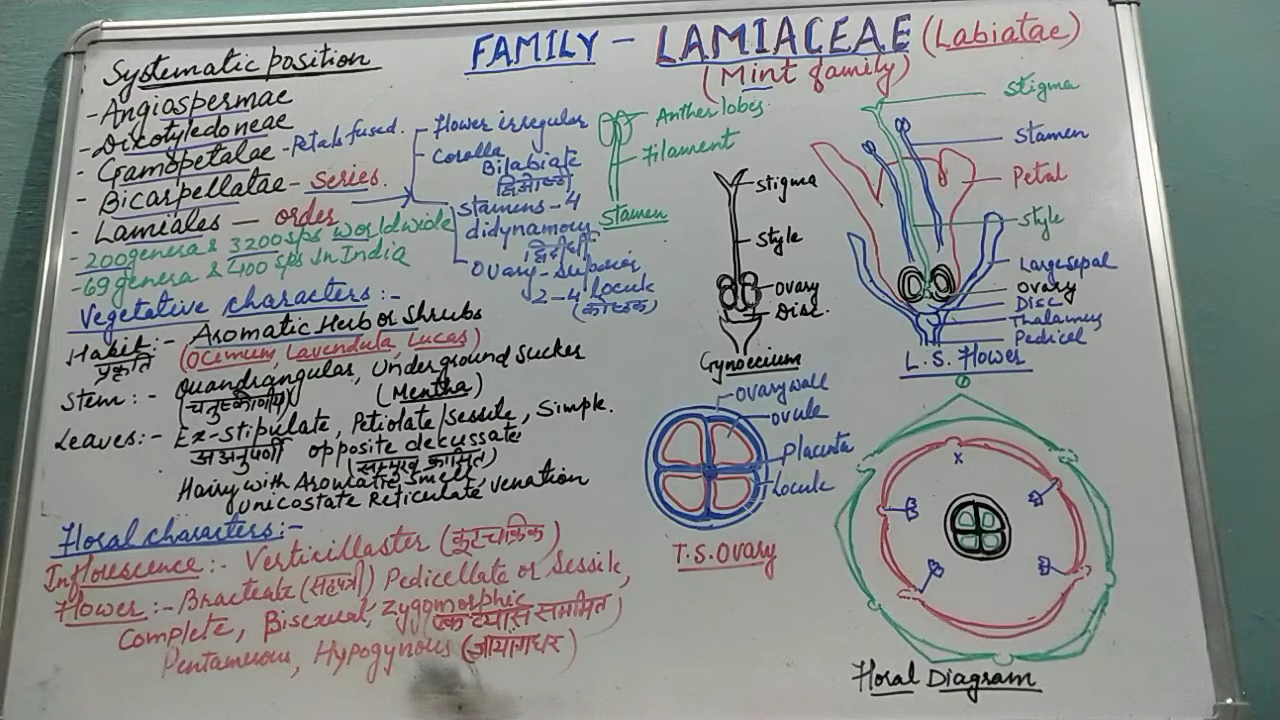 FAMILY - LAMIACEAE (Labiatae)
(Mint family)
Systematic position
- Angiospermae
- Dicotyledoneae
- Gamopetalae - Petals fused.
- Bicarpellatae - series.
- Lamiales - order
- 200 genera & 3200 sps worldwide
- 69 genera & 400 sps in India
Flower irregular
Corolla
Bilabiate
द्विओष्ठी
Stamens - 4
didynamous
द्विदीर्घी
Ovary - Superior
2-4 locule
(कोष्ठक)
Vegetative characters :-
Habit :- Aromatic Herb or Shrubs
प्रकृति (Ocimum, Lavendula, Lucas)
Stem :- Quandrangular, Underground Sucker
(चतुष्कोणीय) (Mentha)
Leaves :- Ex-stipulate, Petiolate/sessile, Simple.
अननुपर्णी opposite decussate
(सम्मुख क्रॉसित)
Hairy with Aromatic smell, venation
Unicostate Reticulate
Floral characters :-
Inflorescence :- Verticillaster (कूटचक्रिक)
Flower :- Bracteate (सहपत्री) Pedicellate or Sessile,
Complete, Bisexual, Zygomorphic
(एक व्यास सममित)
Pentamerous, Hypogynous (जायांगधर)
Anther lobes
Filament
Stamen
Stigma
Style
Ovary
Disc.
Gynoecium
Stigma
Stamen
Petal
style
Large sepal
Ovary
Disc
Thalamus
Pedicel
L.S. Flower
Ovary wall
Ovule
Placenta
Locule
T.S. Ovary
x
Floral Diagram